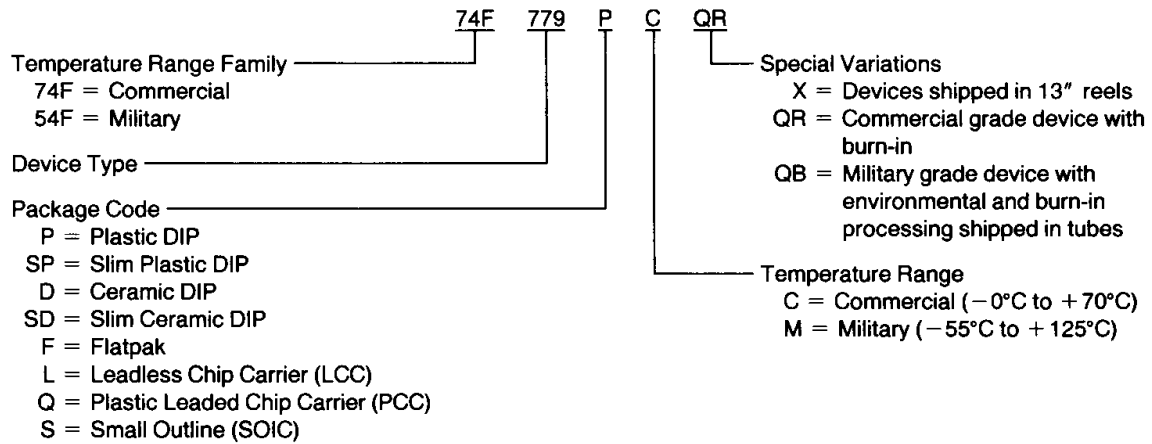 74F 779 P C QR
Temperature Range Family
74F = Commercial
54F = Military
Device Type
Package Code
P = Plastic DIP
SP = Slim Plastic DIP
D = Ceramic DIP
SD = Slim Ceramic DIP
F = Flatpak
L = Leadless Chip Carrier (LCC)
Q = Plastic Leaded Chip Carrier (PCC)
S = Small Outline (SOIC)
Special Variations
X = Devices shipped in 13″ reels
QR = Commercial grade device with
burn-in
QB = Military grade device with
environmental and burn-in
processing shipped in tubes
Temperature Range
C = Commercial (−0°C to +70°C)
M = Military (−55°C to +125°C)